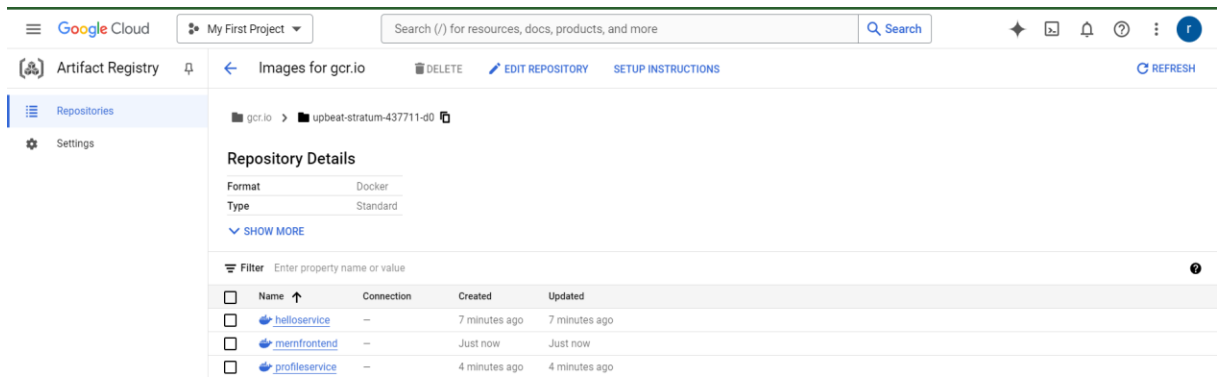 Google Cloud My First Project Search (/) for resources, docs, products, and more Search r
Artifact Registry Images for gcr.io DELETE EDIT REPOSITORY SETUP INSTRUCTIONS REFRESH
Repositories
Settings
gcr.io > upbeat-stratum-437711-d0
Repository Details
Format Docker
Type Standard
SHOW MORE
Filter Enter property name or value
Name Connection Created Updated
helloservice – 7 minutes ago 7 minutes ago
mernfrontend – Just now Just now
profileservice – 4 minutes ago 4 minutes ago